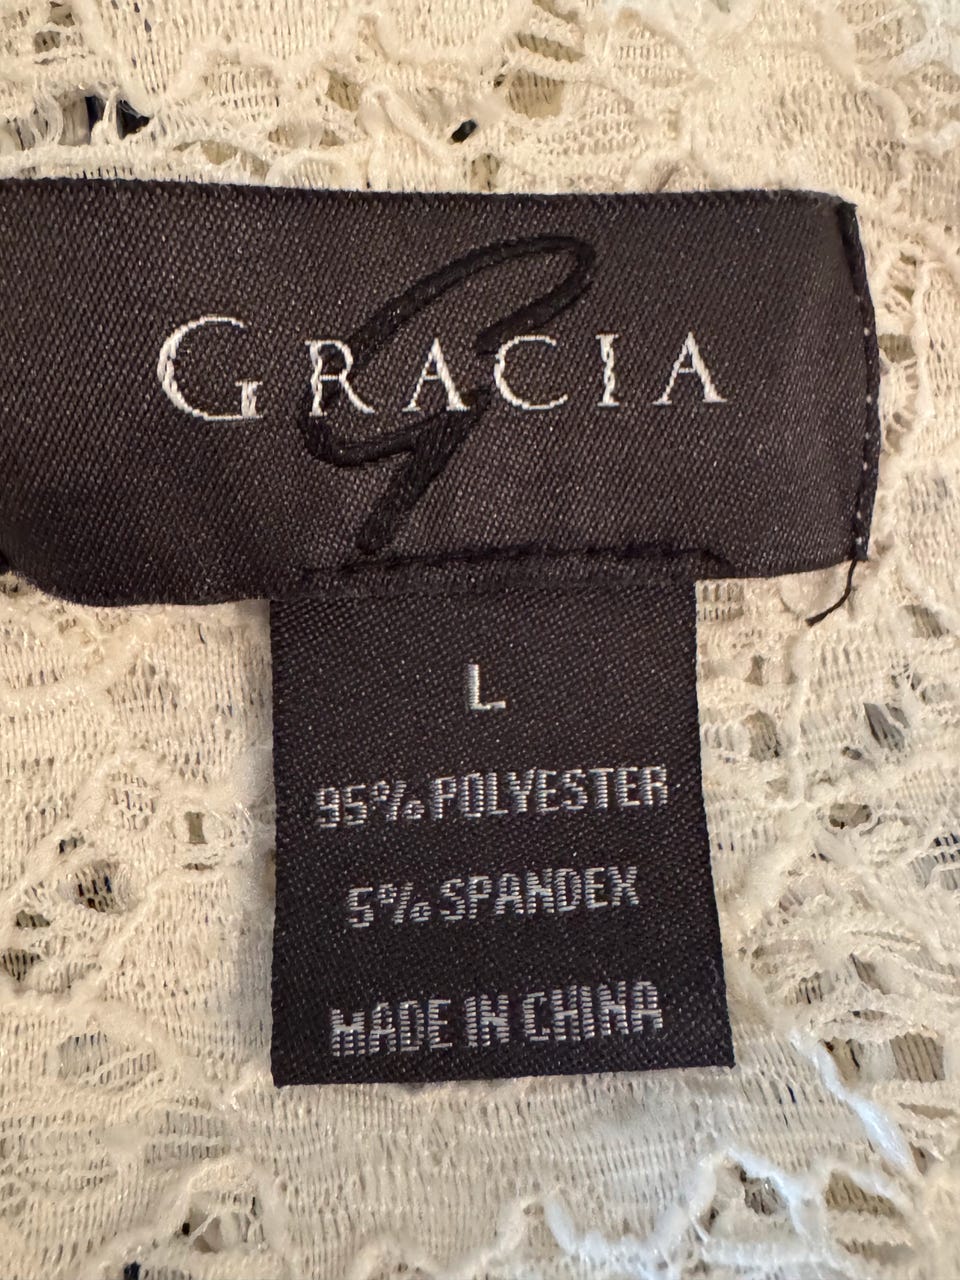 GRACIA
L
95% POLYESTER
5% SPANDEX
MADE IN CHINA